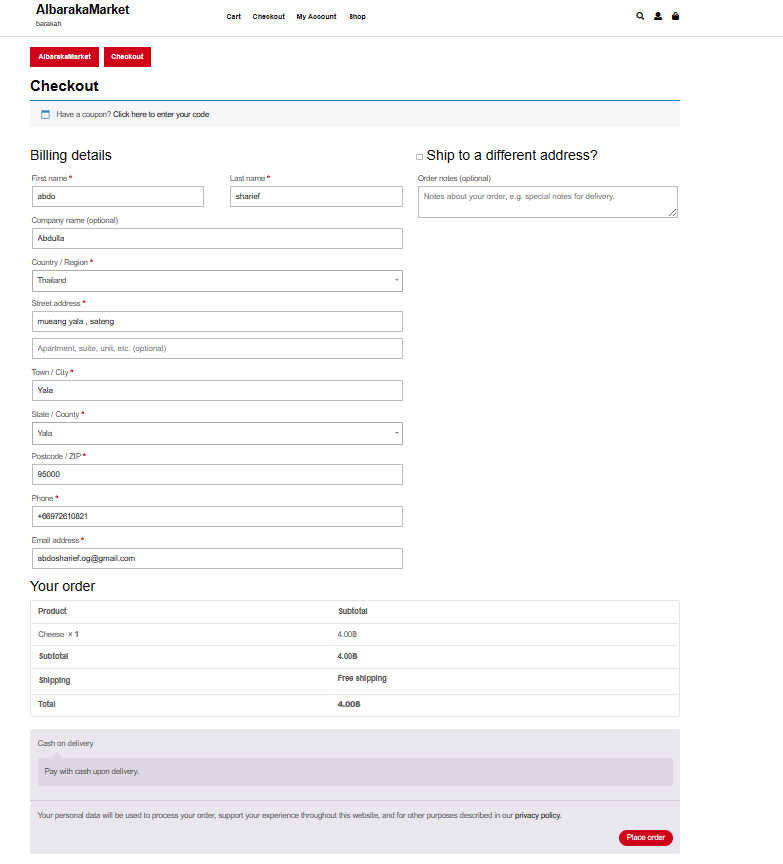 AlbarakaMarket
barakah
Cart Checkout My Account Shop
AlbarakaMarket Checkout
Checkout
Have a coupon? Click here to enter your code
Billing details
First name *
Last name *
abdo
sharief
Company name (optional)
Abdulla
Country / Region *
Thailand
Street address *
mueang yala , sateng
Apartment, suite, unit, etc. (optional)
Town / City *
Yala
State / County *
Yala
Postcode / ZIP *
95000
Phone *
+66972610821
Email address *
abdosharief.og@gmail.com
Ship to a different address?
Order notes (optional)
Notes about your order, e.g. special notes for delivery.
Your order
Product Subtotal
Cheese × 1 4.00฿
Subtotal 4.00฿
Shipping Free shipping
Total 4.00฿
Cash on delivery
Pay with cash upon delivery.
Your personal data will be used to process your order, support your experience throughout this website, and for other purposes described in our privacy policy.
Place order